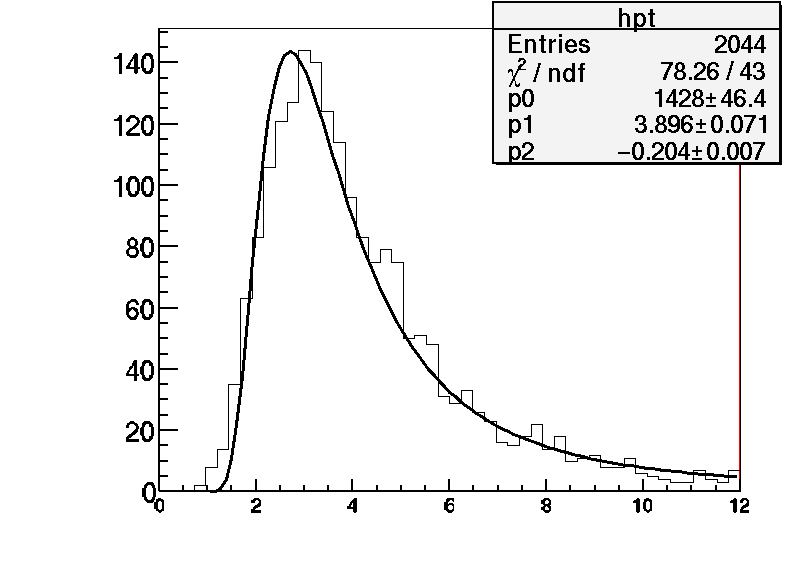 hpt
Entries 2044
χ² / ndf 78.26 / 43
p0 1428± 46.4
p1 3.896± 0.071
p2 −0.204± 0.007
140
120
100
80
60
40
20
0
0 2 4 6 8 10 12